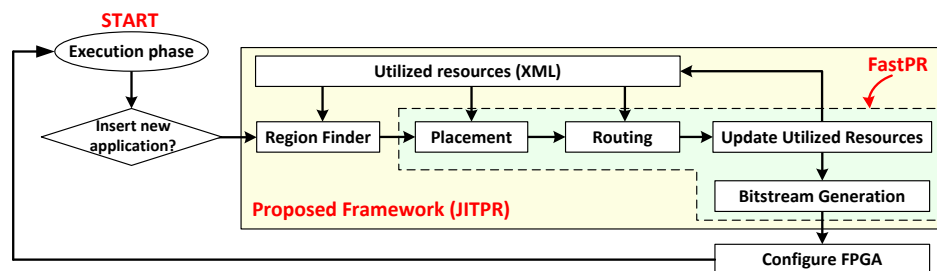 START
Execution phase
Utilized resources (XML)
FastPR
Insert new
application?
Region Finder
Placement
Routing
Update Utilized Resources
Bitstream Generation
Proposed Framework (JITPR)
Configure FPGA